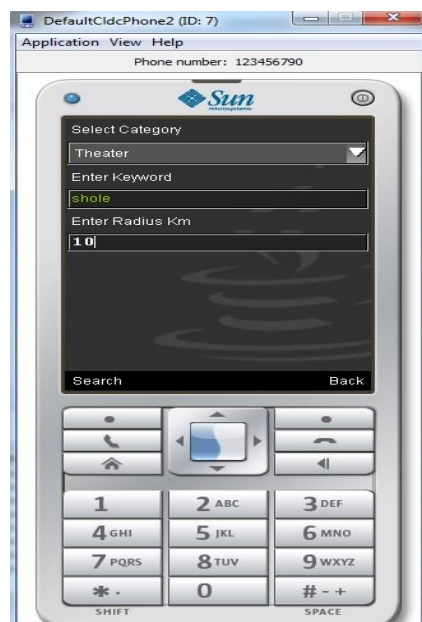 DefaultCldcPhone2 (ID: 7)
Application View Help
Phone number: 123456790
Sun
microsystems
Select Category
Theater
Enter Keyword
shole
Enter Radius Km
10
Search Back
1 2 ABC 3 DEF
4 GHI 5 JKL 6 MNO
7 PQRS 8 TUV 9 WXYZ
* . 0 # - +
SHIFT SPACE